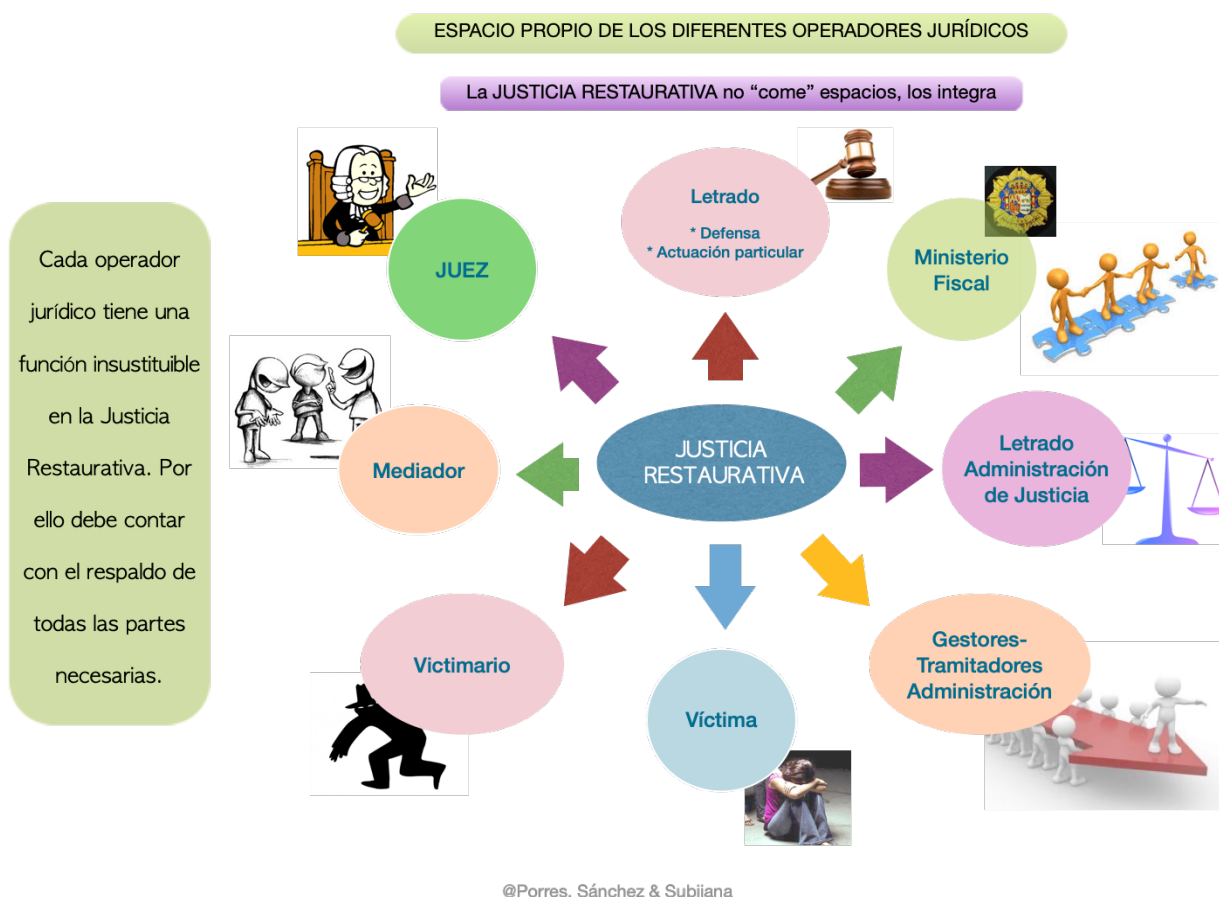 ESPACIO PROPIO DE LOS DIFERENTES OPERADORES JURÍDICOS
La JUSTICIA RESTAURATIVA no “come” espacios, los integra
Cada operador
jurídico tiene una
función insustituible
en la Justicia
Restaurativa. Por
ello debe contar
con el respaldo de
todas las partes
necesarias.
JUEZ
Letrado
* Defensa
* Actuación particular
Ministerio
Fiscal
Mediador
JUSTICIA
RESTAURATIVA
Letrado
Administración
de Justicia
Victimario
Víctima
Gestores-
Tramitadores
Administración
@Porres, Sánchez & Subijana